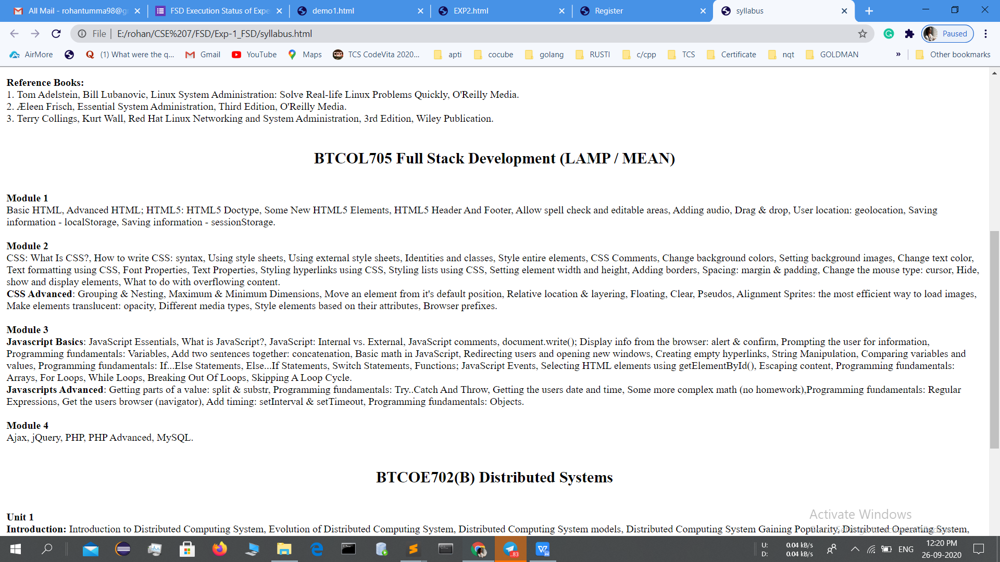 All Mail - rohantumma98@g
FSD Execution Status of Expe
demo1.html
EXP2.html
Register
syllabus
File
E:/rohan/CSE%207/FSD/Exp-1_FSD/syllabus.html
Paused
AirMore
(1) What were the q...
Gmail
YouTube
Maps
TCS CodeVita 2020...
apti
cocube
golang
RUSTI
c/cpp
TCS
Certificate
nqt
GOLDMAN
»
Other bookmarks
Reference Books:
1. Tom Adelstein, Bill Lubanovic, Linux System Administration: Solve Real-life Linux Problems Quickly, O'Reilly Media.
2. Æleen Frisch, Essential System Administration, Third Edition, O'Reilly Media.
3. Terry Collings, Kurt Wall, Red Hat Linux Networking and System Administration, 3rd Edition, Wiley Publication.
BTCOL705 Full Stack Development (LAMP / MEAN)
Module 1
Basic HTML, Advanced HTML; HTML5: HTML5 Doctype, Some New HTML5 Elements, HTML5 Header And Footer, Allow spell check and editable areas, Adding audio, Drag & drop, User location: geolocation, Saving
information - localStorage, Saving information - sessionStorage.
Module 2
CSS: What Is CSS?, How to write CSS: syntax, Using style sheets, Using external style sheets, Identities and classes, Style entire elements, CSS Comments, Change background colors, Setting background images, Change text color,
Text formatting using CSS, Font Properties, Text Properties, Styling hyperlinks using CSS, Styling lists using CSS, Setting element width and height, Adding borders, Spacing: margin & padding, Change the mouse type: cursor, Hide,
show and display elements, What to do with overflowing content.
CSS Advanced: Grouping & Nesting, Maximum & Minimum Dimensions, Move an element from it's default position, Relative location & layering, Floating, Clear, Pseudos, Alignment Sprites: the most efficient way to load images,
Make elements translucent: opacity, Different media types, Style elements based on their attributes, Browser prefixes.
Module 3
Javascript Basics: JavaScript Essentials, What is JavaScript?, JavaScript: Internal vs. External, JavaScript comments, document.write(); Display info from the browser: alert & confirm, Prompting the user for information,
Programming fundamentals: Variables, Add two sentences together: concatenation, Basic math in JavaScript, Redirecting users and opening new windows, Creating empty hyperlinks, String Manipulation, Comparing variables and
values, Programming fundamentals: If...Else Statements, Else...If Statements, Switch Statements, Functions; JavaScript Events, Selecting HTML elements using getElementById(), Escaping content, Programming fundamentals:
Arrays, For Loops, While Loops, Breaking Out Of Loops, Skipping A Loop Cycle.
Javascripts Advanced: Getting parts of a value: split & substr, Programming fundamentals: Try..Catch And Throw, Getting the users date and time, Some more complex math (no homework),Programming fundamentals: Regular
Expressions, Get the users browser (navigator), Add timing: setInterval & setTimeout, Programming fundamentals: Objects.
Module 4
Ajax, jQuery, PHP, PHP Advanced, MySQL.
BTCOE702(B) Distributed Systems
Unit 1
Activate Windows
Introduction: Introduction to Distributed Computing System, Evolution of Distributed Computing System, Distributed Computing System models, Distributed Computing System Gaining Popularity, Distributed Operating System,
..83
U: 0.04 kB/s
D: 0.04 kB/s
ENG
12:20 PM
26-09-2020